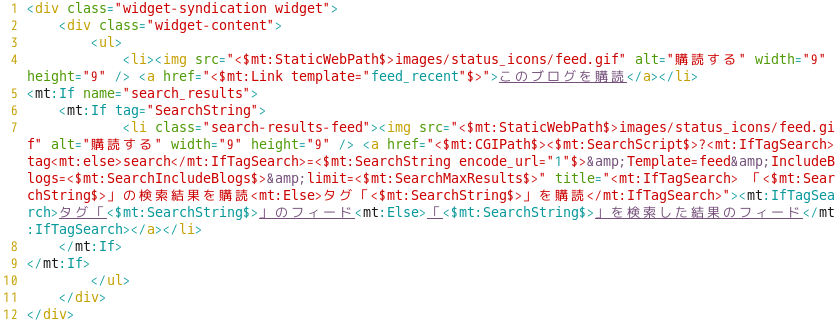 1 <div class="widget-syndication widget">
2     <div class="widget-content">
3         <ul>
4             <li><img src="<$mt:StaticWebPath$>images/status_icons/feed.gif" alt="購読する" width="9"
height="9" /> <a href="<$mt:Link template="feed_recent"$>">このブログを購読</a></li>
5 <mt:If name="search_results">
6     <mt:If tag="SearchString">
7             <li class="search-results-feed"><img src="<$mt:StaticWebPath$>images/status_icons/feed.gi
f" alt="購読する" width="9" height="9" /> <a href="<$mt:CGIPath$><$mt:SearchScript$>?<mt:IfTagSearch>
tag<mt:else>search</mt:IfTagSearch>=<$mt:SearchString encode_url="1"$>&amp;Template=feed&amp;IncludeB
logs=<$mt:SearchIncludeBlogs$>&amp;limit=<$mt:SearchMaxResults$>" title="<mt:IfTagSearch> 「<$mt:Sear
chString$>」の検索結果を購読<mt:Else>タグ「<$mt:SearchString$>」を購読</mt:IfTagSearch>"><mt:IfTagSea
rch>タグ「<$mt:SearchString$>」のフィード<mt:Else>「<$mt:SearchString$>」を検索した結果のフィード</mt
:IfTagSearch></a></li>
8     </mt:If>
9 </mt:If>
10         </ul>
11     </div>
12 </div>